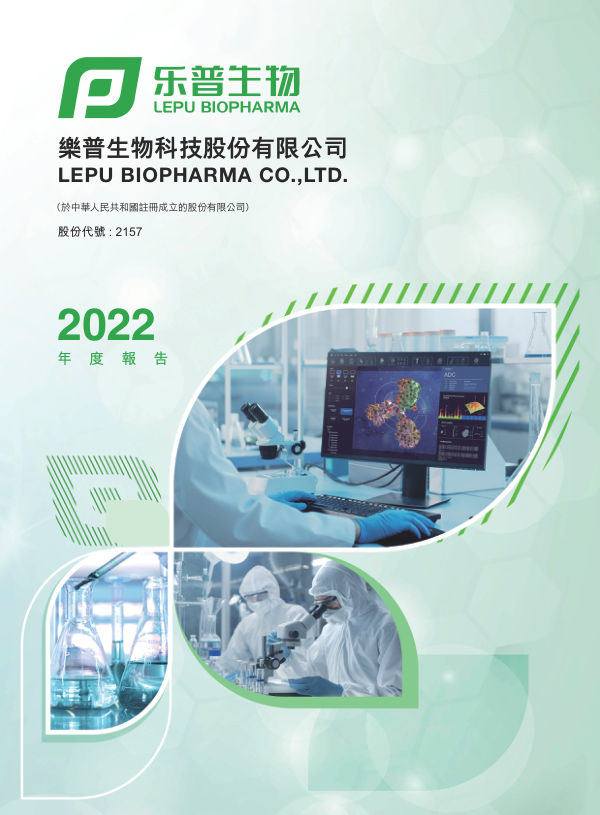 乐普生物
LEPU BIOPHARMA
樂普生物科技股份有限公司
LEPU BIOPHARMA CO.,LTD.
（於中華人民共和國註冊成立的股份有限公司）
股份代號 : 2157
2022
年度報告
ADC